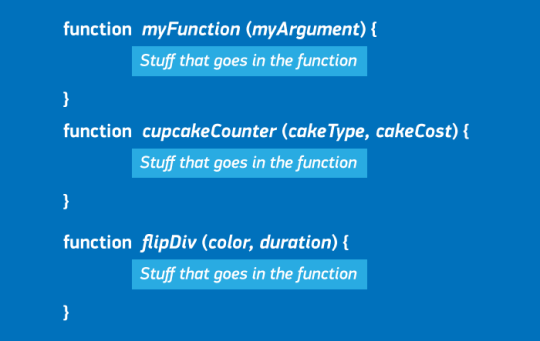 function myFunction (myArgument) {
Stuff that goes in the function
}
function cupcakeCounter (cakeType, cakeCost) {
Stuff that goes in the function
}
function flipDiv (color, duration) {
Stuff that goes in the function
}